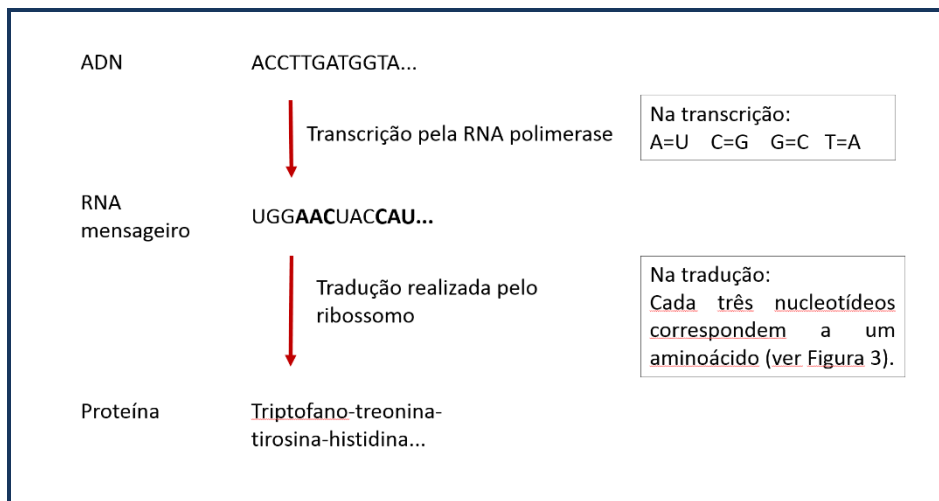 ADN
ACCTTGATGGTA...
Transcrição pela RNA polimerase
Na transcrição:
A=U C=G G=C T=A
RNA
mensageiro
UGGAACUACCAU...
Tradução realizada pelo
ribossomo
Na tradução:
Cada três nucleotídeos
correspondem a um
aminoácido (ver Figura 3).
Proteína
Triptofano-treonina-
tirosina-histidina...